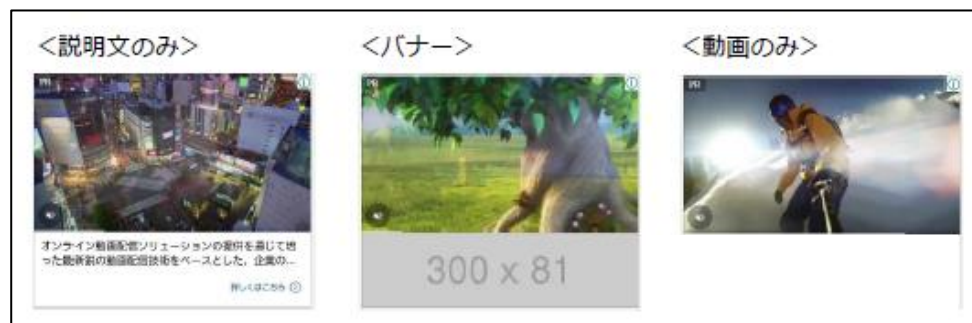 ＜説明文のみ＞
＜バナー＞
＜動画のみ＞
PR
PR
PR
オンライン動画配信ソリューションの提供を通じて培
った最新鋭の動画配信技術をベースとした、企業の...
詳しくはこちら
300 x 81